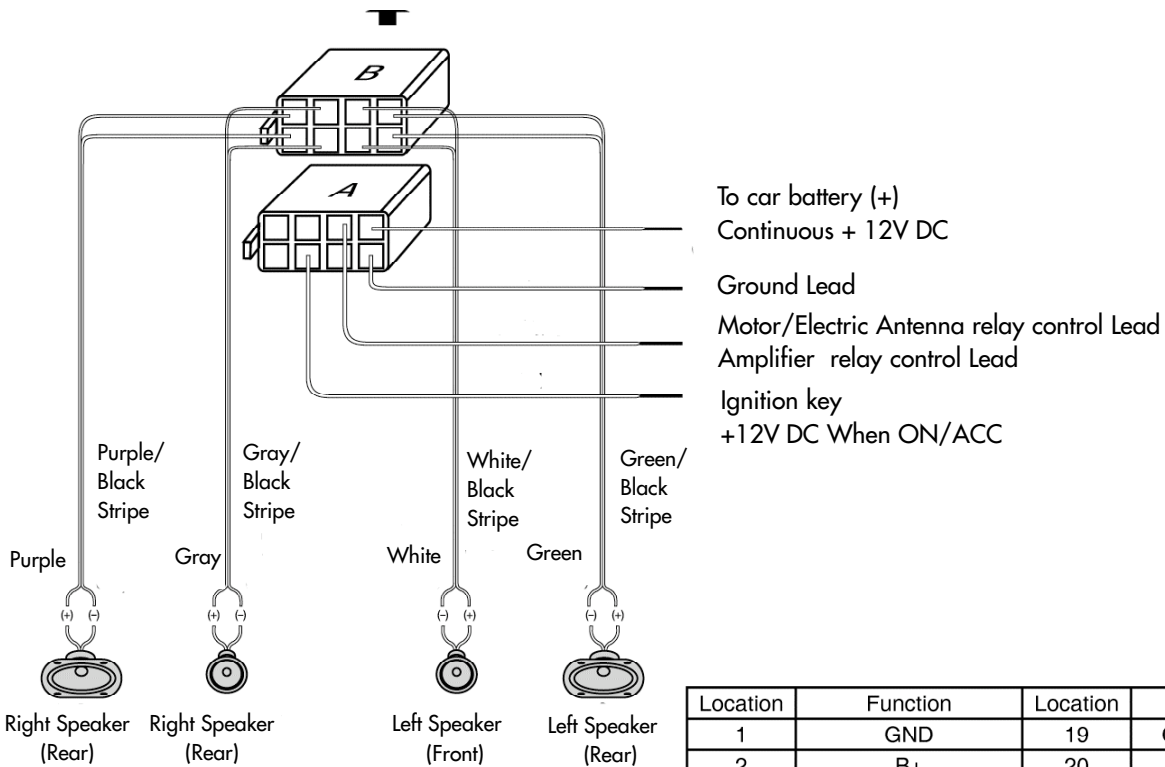 B
A
To car battery (+)
Continuous + 12V DC
Ground Lead
Motor/Electric Antenna relay control Lead
Amplifier relay control Lead
Ignition key
+12V DC When ON/ACC
Purple/
Black
Stripe
Gray/
Black
Stripe
White/
Black
Stripe
Green/
Black
Stripe
Purple
Gray
White
Green
(+) (-)
(+) (-)
(-) (+)
(-) (+)
Right Speaker
(Rear)
Right Speaker
(Rear)
Left Speaker
(Front)
Left Speaker
(Rear)
Location Function Location
1 GND 19
2 B+ 20